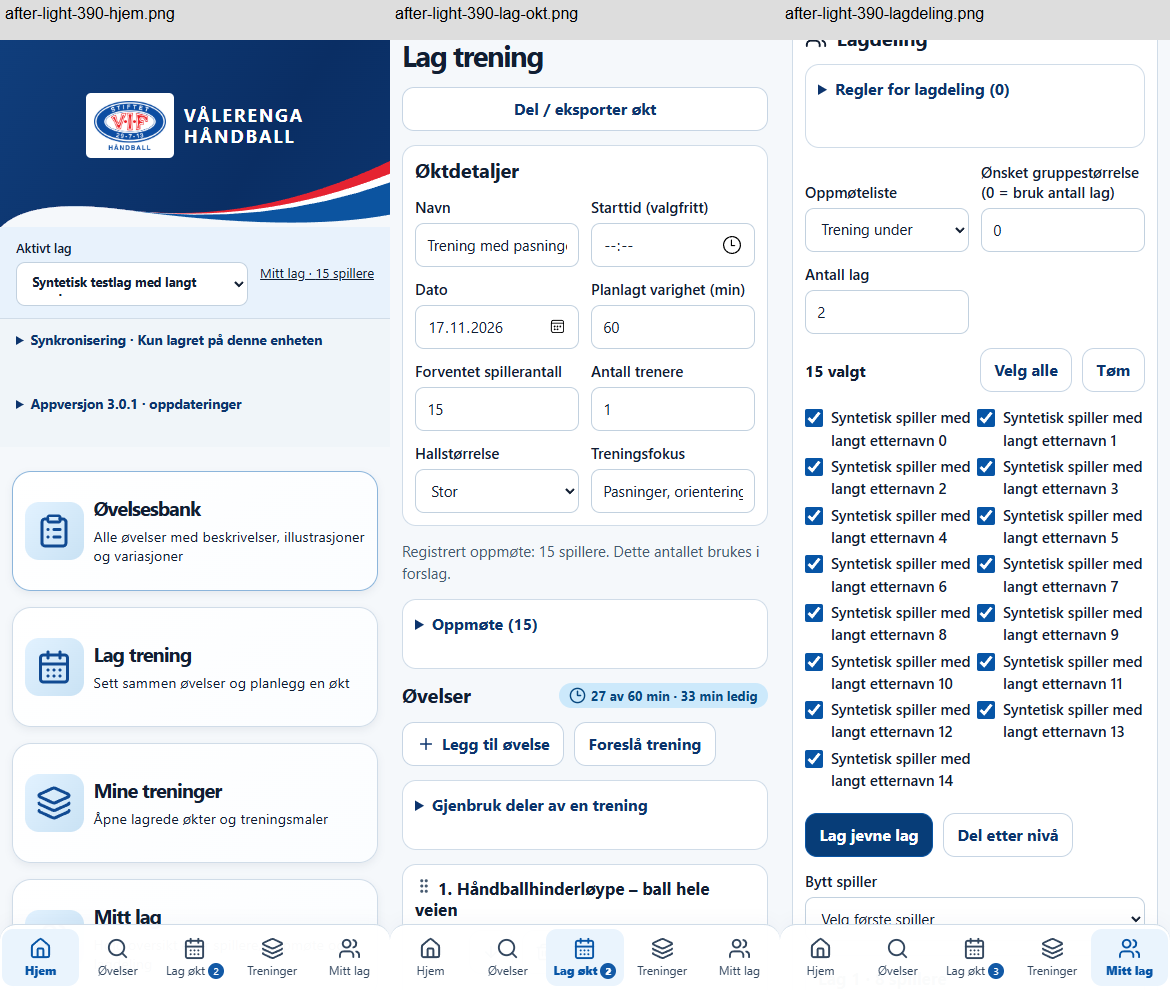 after-light-390-hjem.png
STIFTET
VIF
29-7-13
HÅNDBALL
VÅLERENGA
HÅNDBALL
Aktivt lag
Syntetisk testlag med langt
Mitt lag · 15 spillere
Synkronisering · Kun lagret på denne enheten
Appversjon 3.0.1 · oppdateringer
Øvelsesbank
Alle øvelser med beskrivelser, illustrasjoner
og variasjoner
Lag trening
Sett sammen øvelser og planlegg en økt
Mine treninger
Åpne lagrede økter og treningsmaler
Mitt lag
Hjem
Øvelser
Lag økt 2
Treninger
Mitt lag
after-light-390-lag-okt.png
Lag trening
Del / eksporter økt
Øktdetaljer
Navn
Starttid (valgfritt)
Trening med pasninge
--:--
Dato
Planlagt varighet (min)
17.11.2026
60
Forventet spillerantall
Antall trenere
15
1
Hallstørrelse
Treningsfokus
Stor
Pasninger, orientering
Registrert oppmøte: 15 spillere. Dette antallet brukes i
forslag.
Oppmøte (15)
Øvelser
27 av 60 min · 33 min ledig
+ Legg til øvelse
Foreslå trening
Gjenbruk deler av en trening
1. Håndballhinderløype – ball hele
veien
Hjem
Øvelser
Lag økt 2
Treninger
Mitt lag
after-light-390-lagdeling.png
Lagdeling
Regler for lagdeling (0)
Oppmøteliste
Ønsket gruppestørrelse
(0 = bruk antall lag)
Trening under
0
Antall lag
2
15 valgt
Velg alle
Tøm
Syntetisk spiller med
langt etternavn 0
Syntetisk spiller med
langt etternavn 1
Syntetisk spiller med
langt etternavn 2
Syntetisk spiller med
langt etternavn 3
Syntetisk spiller med
langt etternavn 4
Syntetisk spiller med
langt etternavn 5
Syntetisk spiller med
langt etternavn 6
Syntetisk spiller med
langt etternavn 7
Syntetisk spiller med
langt etternavn 8
Syntetisk spiller med
langt etternavn 9
Syntetisk spiller med
langt etternavn 10
Syntetisk spiller med
langt etternavn 11
Syntetisk spiller med
langt etternavn 12
Syntetisk spiller med
langt etternavn 13
Syntetisk spiller med
langt etternavn 14
Lag jevne lag
Del etter nivå
Bytt spiller
Velg første spiller
Hjem
Øvelser
Lag økt 3
Treninger
Mitt lag